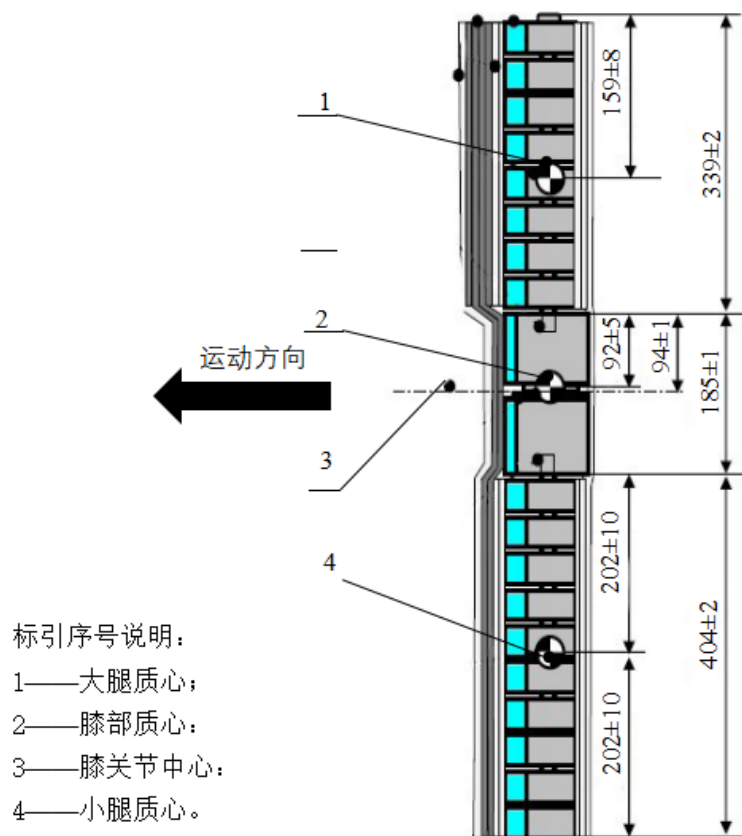 159±8
339±2
1
2
92±5
94±1
185±1
运动方向
3
202±10
4
404±2
202±10
标引序号说明：
1——大腿质心；
2——膝部质心：
3——膝关节中心：
4——小腿质心。